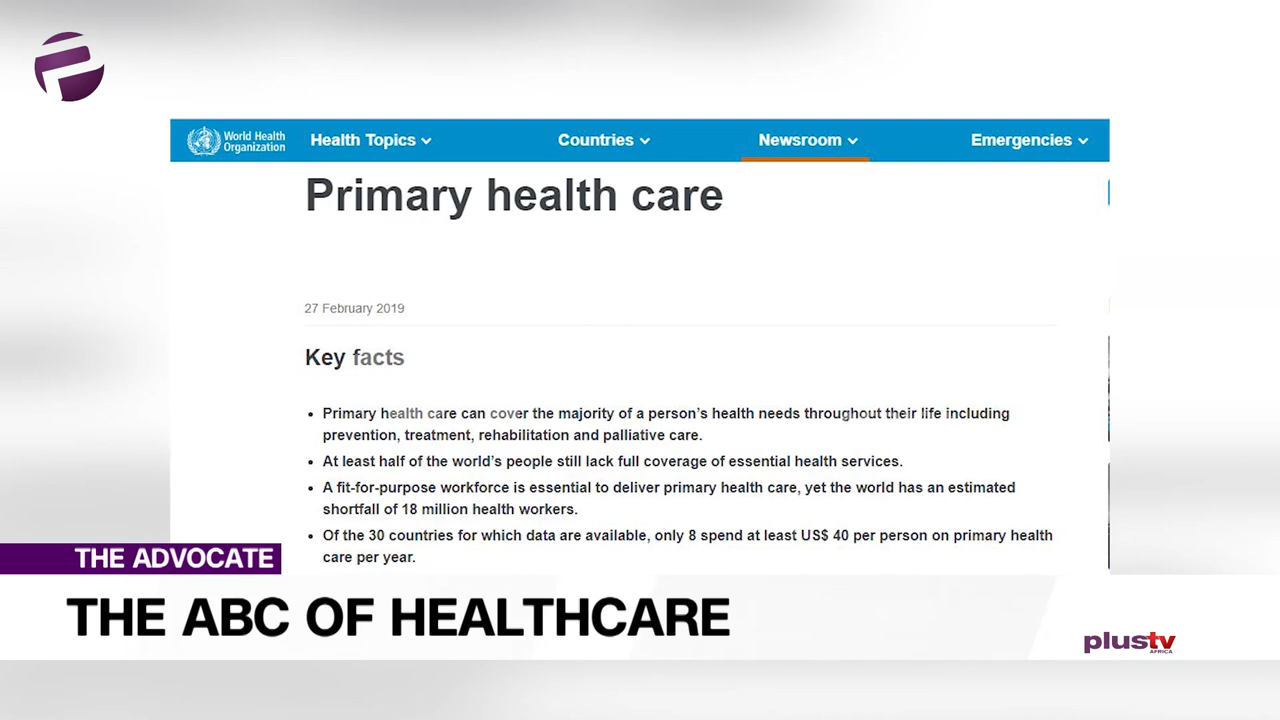 World Health
Organization
Health Topics
Countries
Newsroom
Emergencies
Primary health care
27 February 2019
Key facts
• Primary health care can cover the majority of a person’s health needs throughout their life including
prevention, treatment, rehabilitation and palliative care.
• At least half of the world’s people still lack full coverage of essential health services.
• A fit-for-purpose workforce is essential to deliver primary health care, yet the world has an estimated
shortfall of 18 million health workers.
• Of the 30 countries for which data are available, only 8 spend at least US$ 40 per person on primary health
care per year.
THE ADVOCATE
THE ABC OF HEALTHCARE
plustv
AFRICA